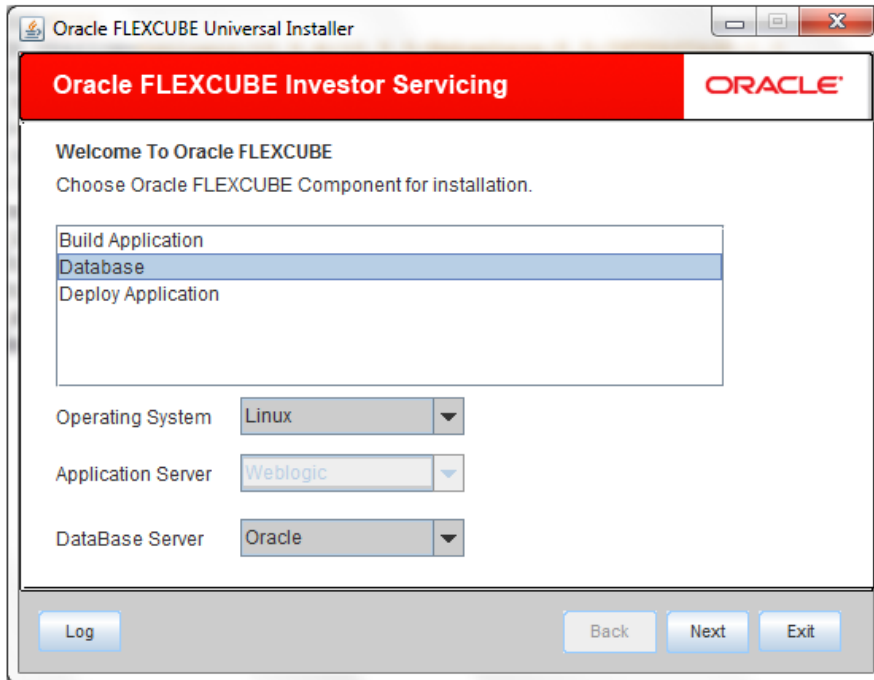 Oracle FLEXCUBE Universal Installer
Oracle FLEXCUBE Investor Servicing
ORACLE
Welcome To Oracle FLEXCUBE
Choose Oracle FLEXCUBE Component for installation.
Build Application
Database
Deploy Application
Operating System Linux
Application Server Weblogic
DataBase Server Oracle
Log Back Next Exit